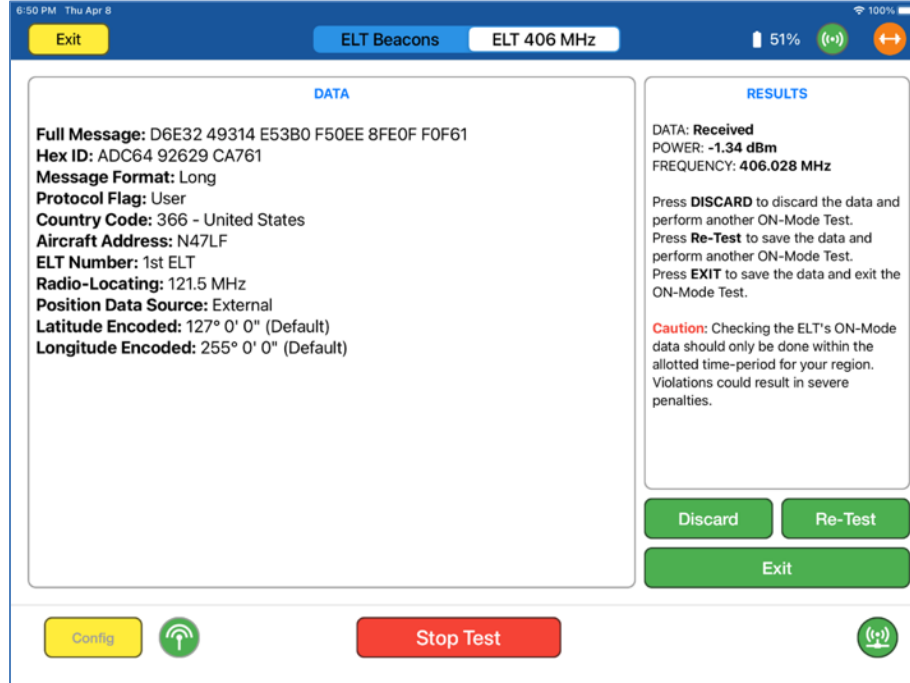 6:50 PM Thu Apr 8
100%
Exit
ELT Beacons
ELT 406 MHz
51%
DATA
Full Message: D6E32 49314 E53B0 F50EE 8FE0F F0F61
Hex ID: ADC64 92629 CA761
Message Format: Long
Protocol Flag: User
Country Code: 366 - United States
Aircraft Address: N47LF
ELT Number: 1st ELT
Radio-Locating: 121.5 MHz
Position Data Source: External
Latitude Encoded: 127° 0' 0" (Default)
Longitude Encoded: 255° 0' 0" (Default)
RESULTS
DATA: Received
POWER: -1.34 dBm
FREQUENCY: 406.028 MHz
Press DISCARD to discard the data and
perform another ON-Mode Test.
Press Re-Test to save the data and
perform another ON-Mode Test.
Press EXIT to save the data and exit the
ON-Mode Test.
Caution: Checking the ELT's ON-Mode
data should only be done within the
allotted time-period for your region.
Violations could result in severe
penalties.
Discard
Re-Test
Exit
Config
Stop Test